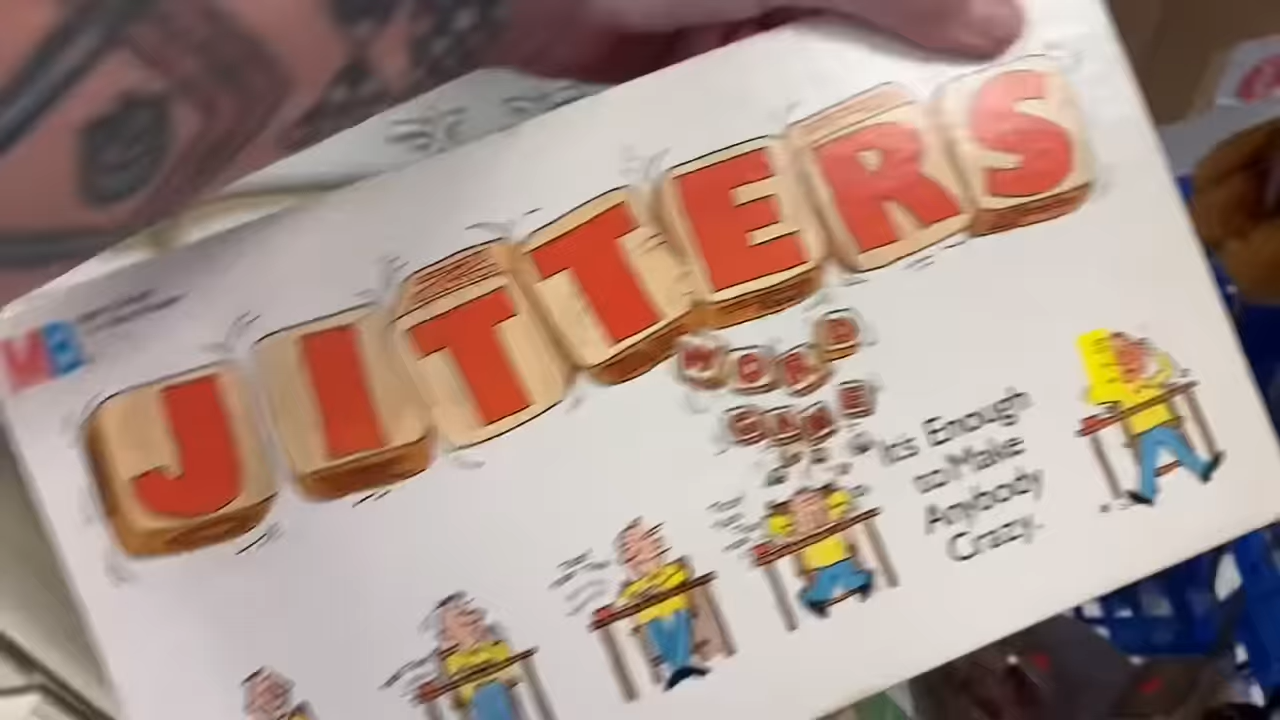 MB
JITTERS
WORD
GAME
It's Enough
to Make
Anybody
Crazy.